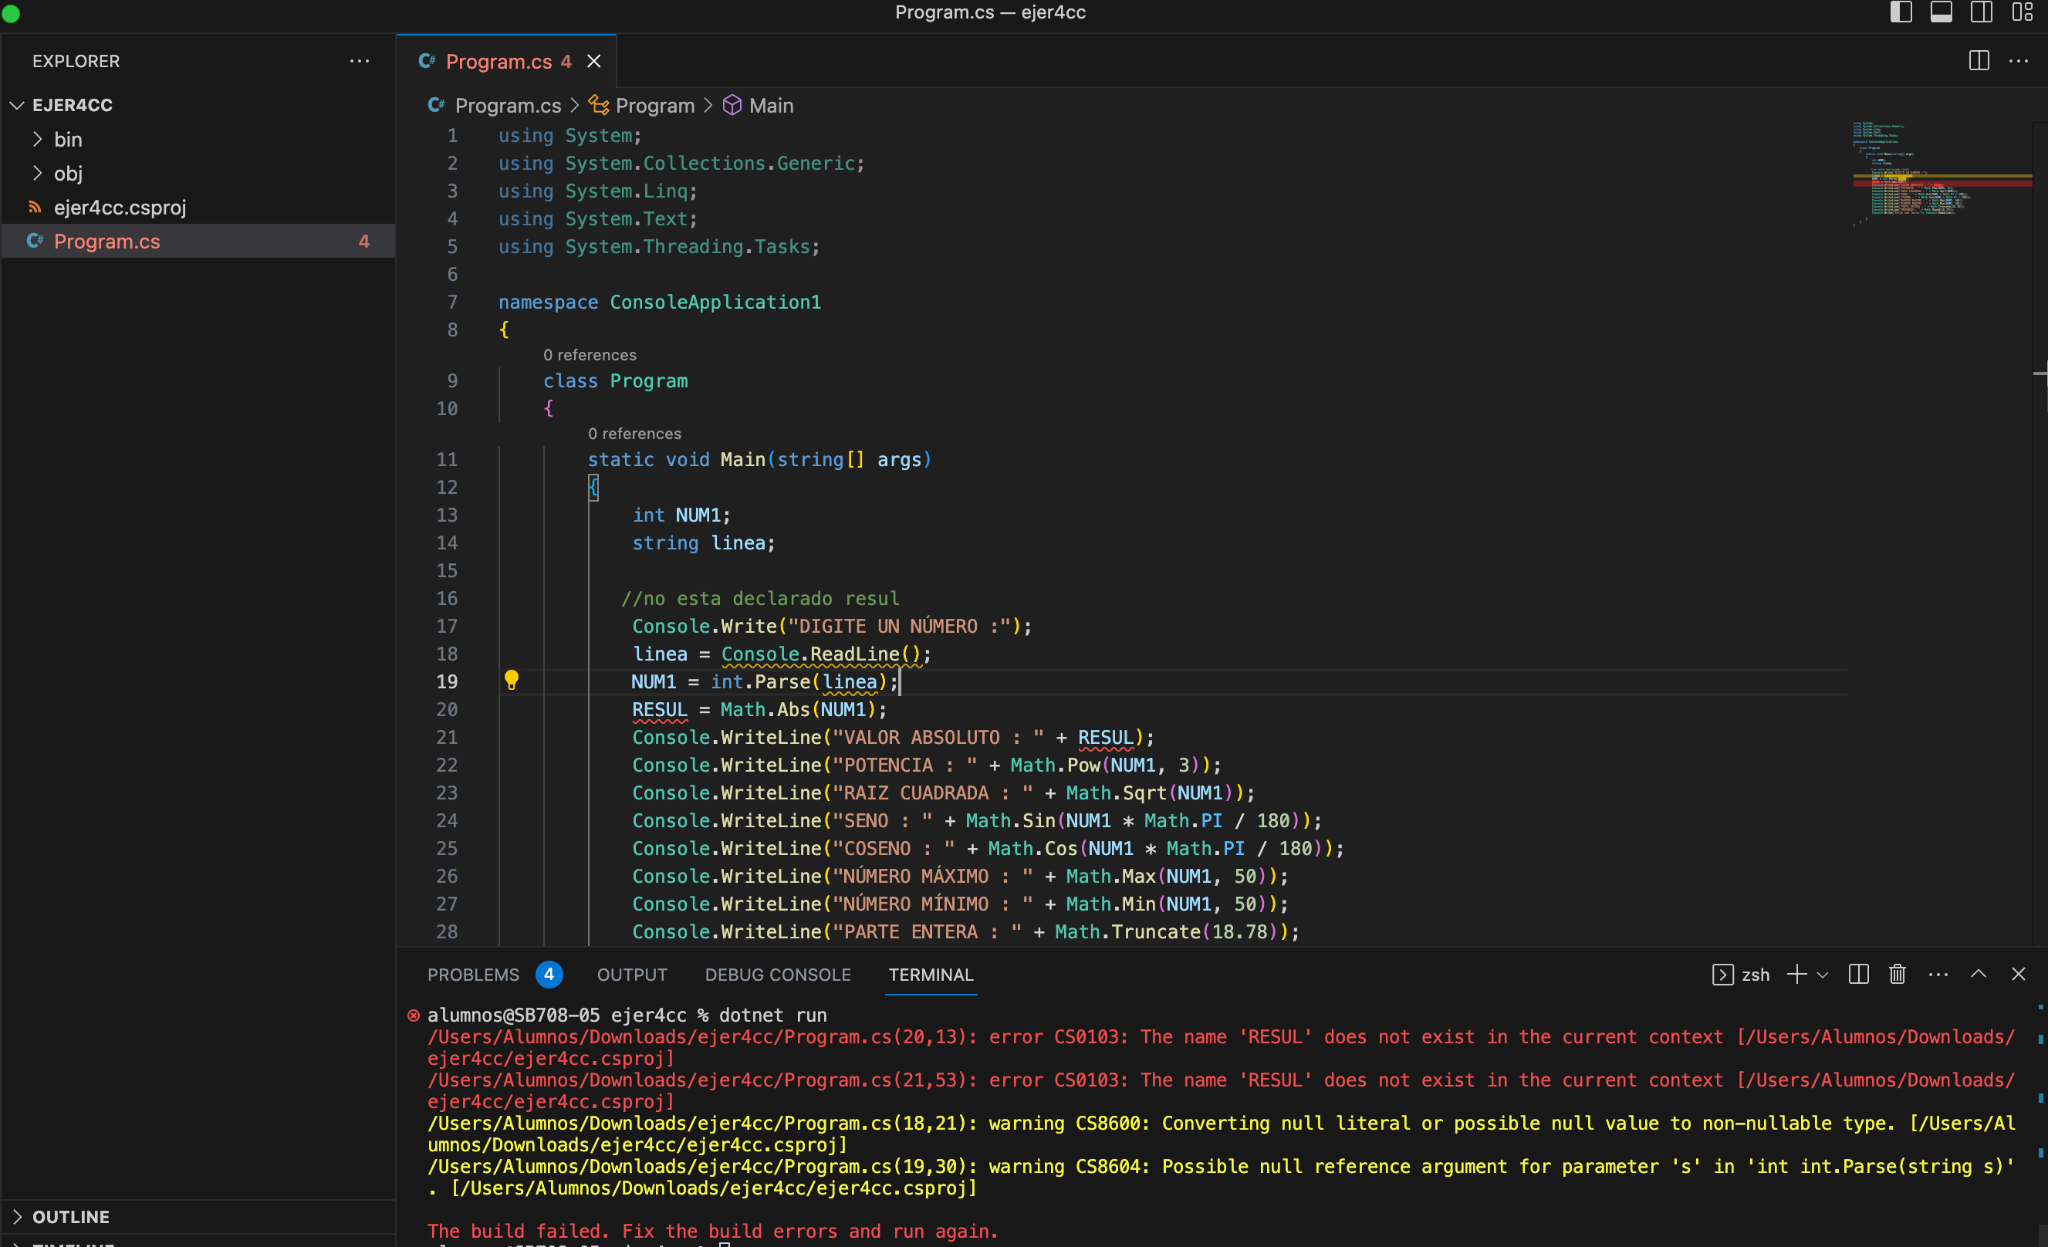 Program.cs — ejer4cc
EXPLORER
EJER4CC
bin
obj
ejer4cc.csproj
Program.cs 4
OUTLINE
Program.cs 4
Program.cs > Program > Main
1 using System;
2 using System.Collections.Generic;
3 using System.Linq;
4 using System.Text;
5 using System.Threading.Tasks;
6
7 namespace ConsoleApplication1
8 {
0 references
9 class Program
10 {
0 references
11 static void Main(string[] args)
12 {
13 int NUM1;
14 string linea;
15
16 //no esta declarado resul
17 Console.Write("DIGITE UN NÚMERO :");
18 linea = Console.ReadLine();
19 NUM1 = int.Parse(linea);
20 RESUL = Math.Abs(NUM1);
21 Console.WriteLine("VALOR ABSOLUTO : " + RESUL);
22 Console.WriteLine("POTENCIA : " + Math.Pow(NUM1, 3));
23 Console.WriteLine("RAIZ CUADRADA : " + Math.Sqrt(NUM1));
24 Console.WriteLine("SENO : " + Math.Sin(NUM1 * Math.PI / 180));
25 Console.WriteLine("COSENO : " + Math.Cos(NUM1 * Math.PI / 180));
26 Console.WriteLine("NÚMERO MÁXIMO : " + Math.Max(NUM1, 50));
27 Console.WriteLine("NÚMERO MÍNIMO : " + Math.Min(NUM1, 50));
28 Console.WriteLine("PARTE ENTERA : " + Math.Truncate(18.78));
PROBLEMS 4 OUTPUT DEBUG CONSOLE TERMINAL zsh
alumnos@SB708-05 ejer4cc % dotnet run
/Users/Alumnos/Downloads/ejer4cc/Program.cs(20,13): error CS0103: The name 'RESUL' does not exist in the current context [/Users/Alumnos/Downloads/
ejer4cc/ejer4cc.csproj]
/Users/Alumnos/Downloads/ejer4cc/Program.cs(21,53): error CS0103: The name 'RESUL' does not exist in the current context [/Users/Alumnos/Downloads/
ejer4cc/ejer4cc.csproj]
/Users/Alumnos/Downloads/ejer4cc/Program.cs(18,21): warning CS8600: Converting null literal or possible null value to non-nullable type. [/Users/Al
umnos/Downloads/ejer4cc/ejer4cc.csproj]
/Users/Alumnos/Downloads/ejer4cc/Program.cs(19,30): warning CS8604: Possible null reference argument for parameter 's' in 'int int.Parse(string s)'
. [/Users/Alumnos/Downloads/ejer4cc/ejer4cc.csproj]
The build failed. Fix the build errors and run again.